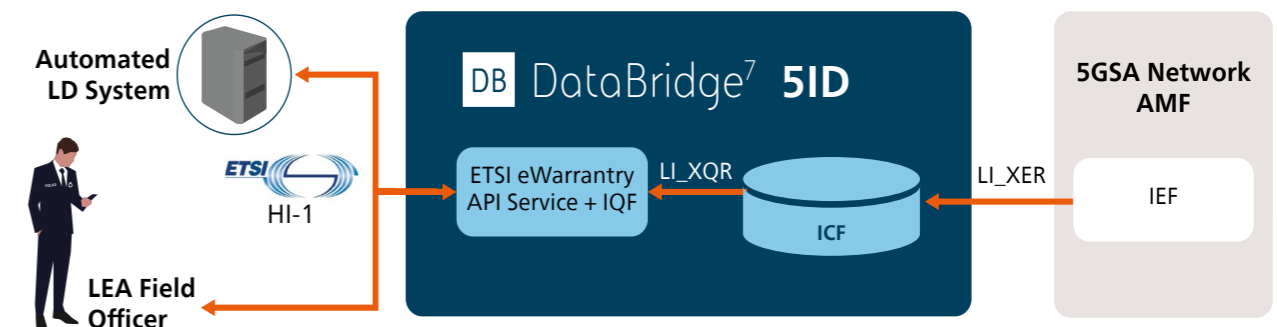 Automated
LD System
ETSI
HI-1
LEA Field
Officer
DB DataBridge7 5ID
ETSI eWarrantry
API Service + IQF
LI_XQR
ICF
LI_XER
5GSA Network
AMF
IEF